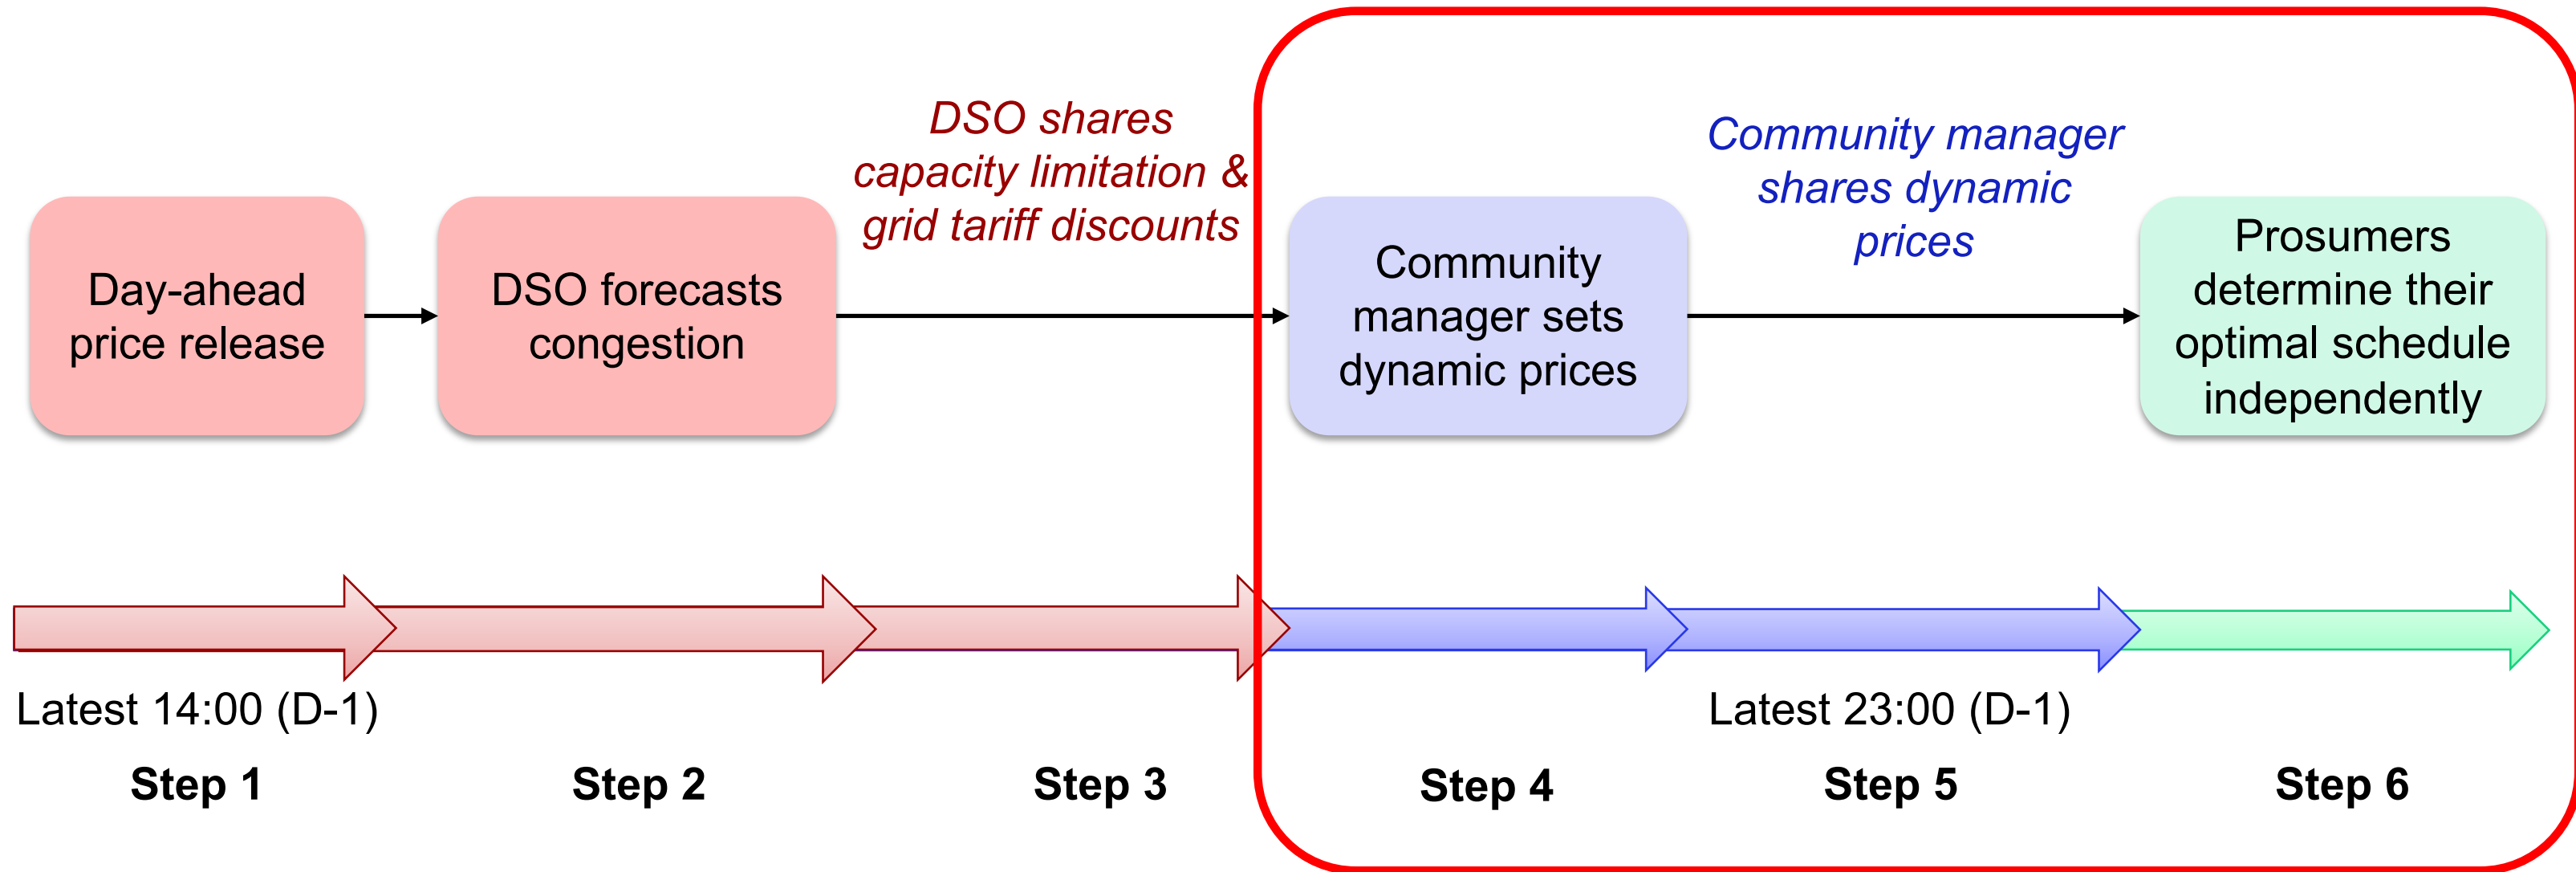 Day-ahead
price release
DSO forecasts
congestion
DSO shares
capacity limitation &
grid tariff discounts
Community
manager sets
dynamic prices
Community manager
shares dynamic
prices
Prosumers
determine their
optimal schedule
independently
Latest 14:00 (D-1)
Latest 23:00 (D-1)
Step 1
Step 2
Step 3
Step 4
Step 5
Step 6